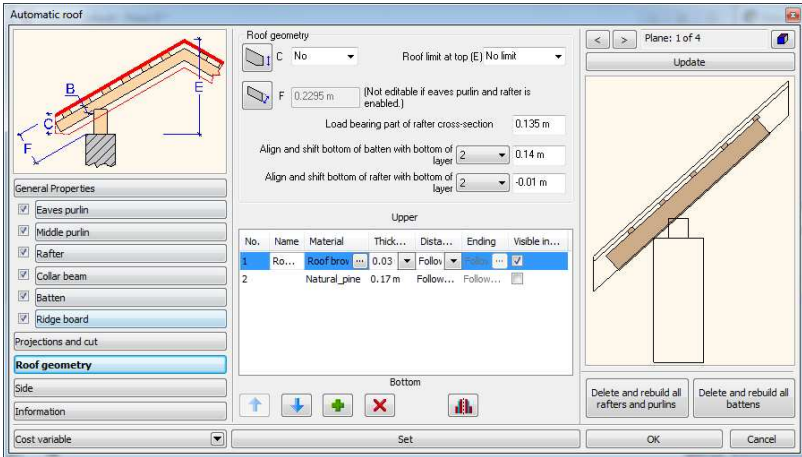 Automatic roof
B
C
E
F
General Properties
Eaves purlin
Middle purlin
Rafter
Collar beam
Batten
Ridge board
Projections and cut
Roof geometry
Side
Information
Cost variable
Roof geometry
C No Roof limit at top (E) No limit
F 0.2295 m (Not editable if eaves purlin and rafter is
enabled.)
Load bearing part of rafter cross-section 0.135 m
Align and shift bottom of batten with bottom of
layer 2 0.14 m
Align and shift bottom of rafter with bottom of
layer 2 -0.01 m
Upper
No. Name Material Thick... Dista... Ending Visible in...
1 Ro... Roof brov ... 0.03 Follov Follov ...
2 Natural_pine 0.17 m Follow... Follow...
Bottom
Set
< > Plane: 1 of 4
Update
Delete and rebuild all
rafters and purlins
Delete and rebuild all
battens
OK Cancel